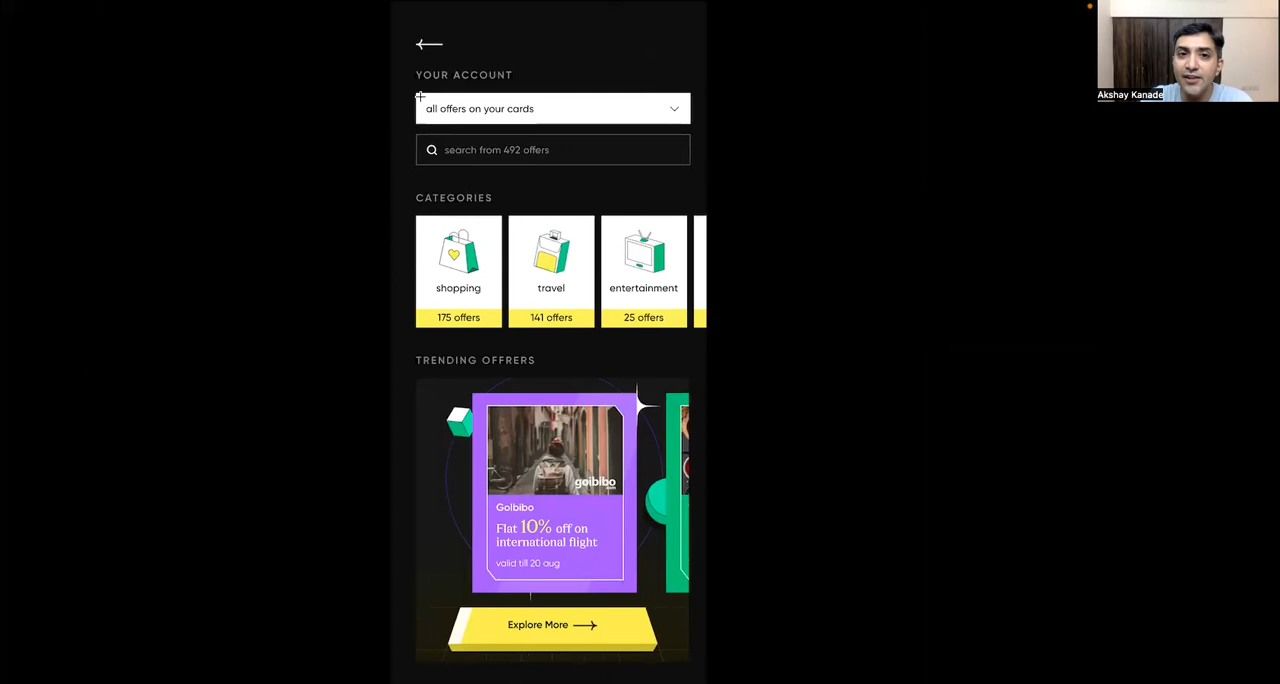 YOUR ACCOUNT
all offers on your cards
search from 492 offers
CATEGORIES
shopping
travel
entertainment
175 offers
141 offers
25 offers
TRENDING OFFRERS
goibibo
GoIbibo
Flat 10% off on
international flight
valid till 20 aug
Explore More
Akshay Kanade